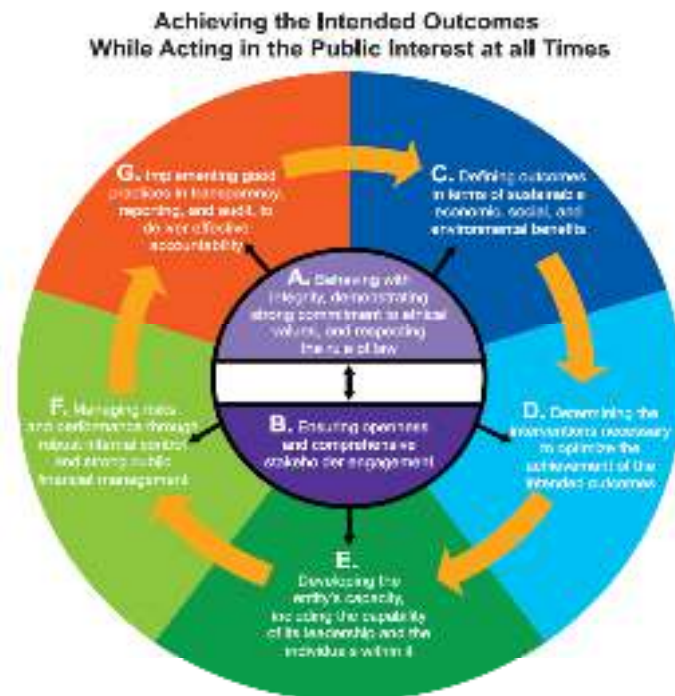 Achieving the Intended Outcomes
While Acting in the Public Interest at all Times
G. Implementing good
practices in transparency,
reporting, and audit, to
deliver effective
accountability
C. Defining outcomes
in terms of sustainable
economic, social, and
environmental benefits
A. Behaving with
integrity, demonstrating
strong commitment to ethical
values, and respecting
the rule of law
B. Ensuring openness
and comprehensive
stakeholder engagement
F. Managing risks
and performance through
robust internal control
and strong public
financial management
D. Determining the
interventions necessary
to optimize the
achievement of the
intended outcomes
E.
Developing the
entity's capacity,
including the capability
of its leadership and the
individuals within it